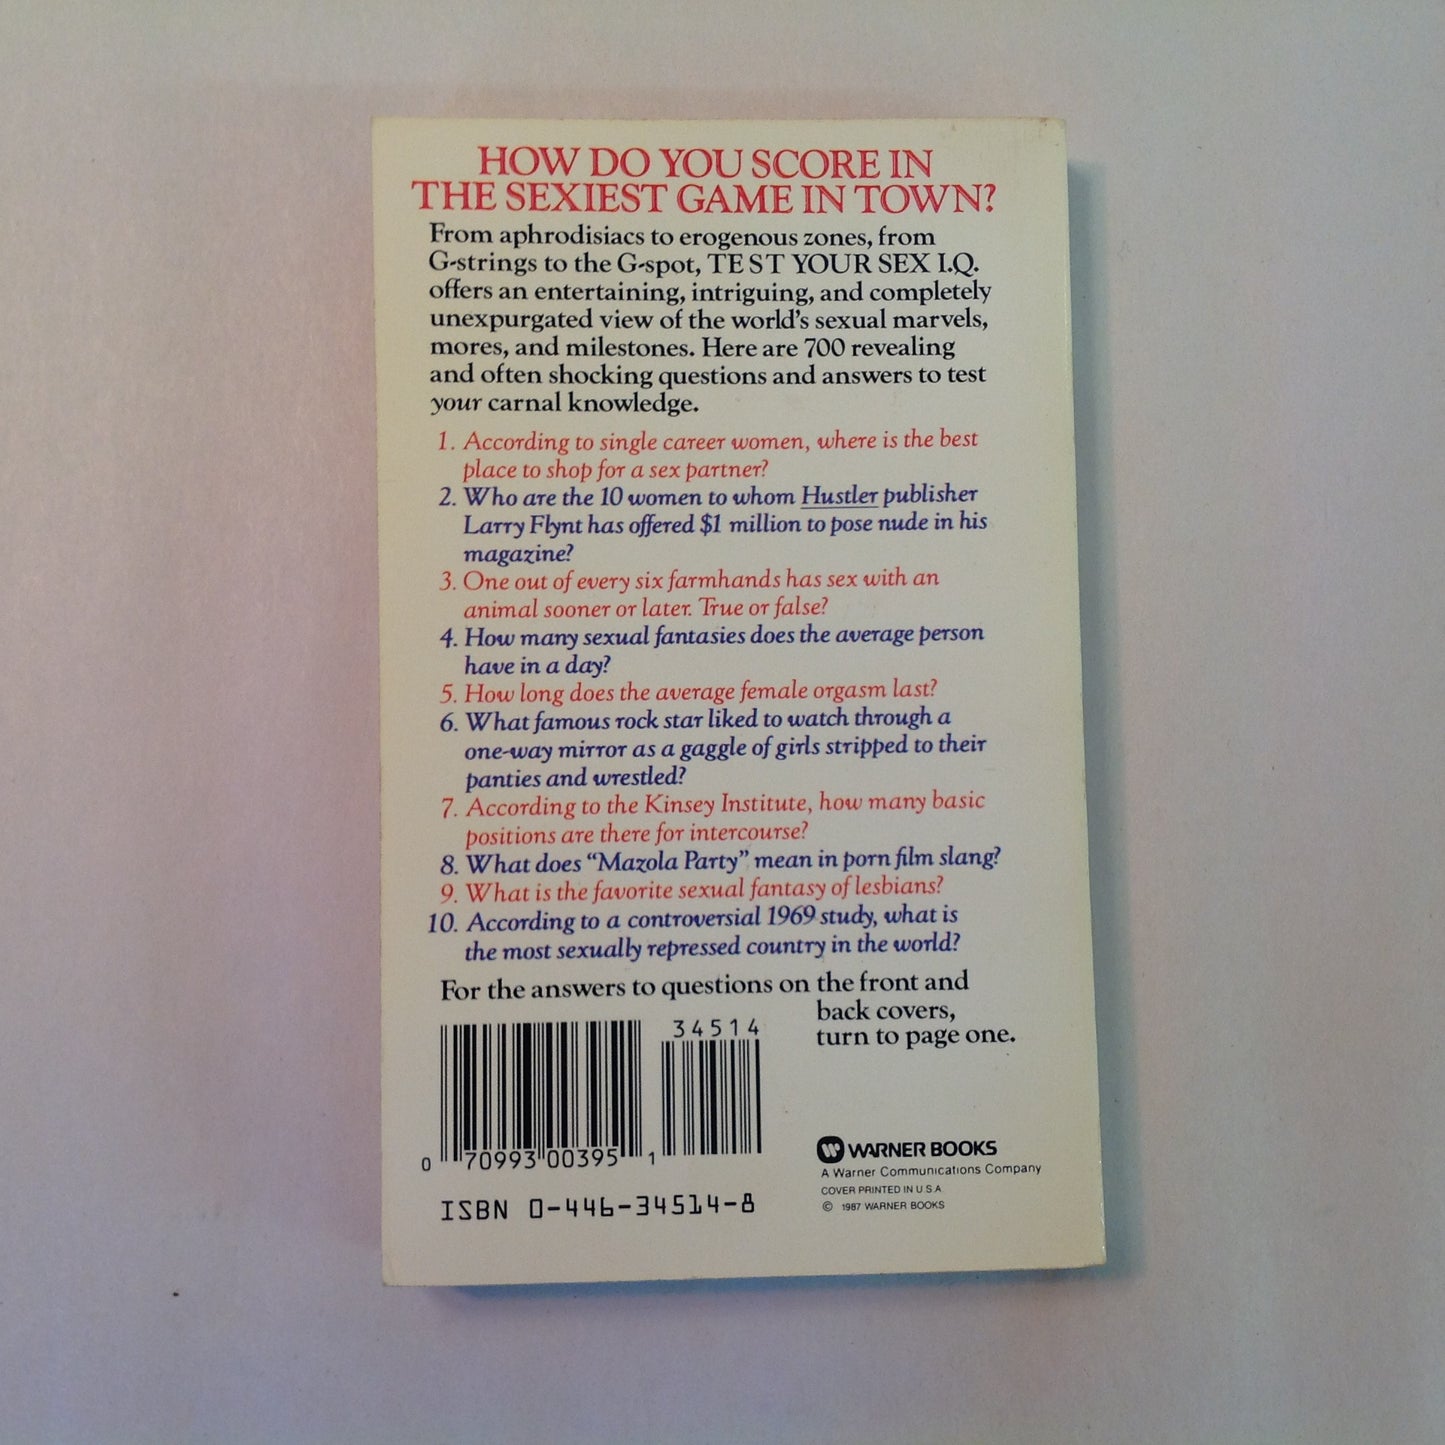 HOW DO YOU SCORE IN
THE SEXIEST GAME IN TOWN?
From aphrodisiacs to erogenous zones, from
G-strings to the G-spot, TEST YOUR SEX I.Q.
offers an entertaining, intriguing, and completely
unexpurgated view of the world's sexual marvels,
mores, and milestones. Here are 700 revealing
and often shocking questions and answers to test
your carnal knowledge.
1. According to single career women, where is the best
place to shop for a sex partner?
2. Who are the 10 women to whom Hustler publisher
Larry Flynt has offered $1 million to pose nude in his
magazine?
3. One out of every six farmhands has sex with an
animal sooner or later. True or false?
4. How many sexual fantasies does the average person
have in a day?
5. How long does the average female orgasm last?
6. What famous rock star liked to watch through a
one-way mirror as a gaggle of girls stripped to their
panties and wrestled?
7. According to the Kinsey Institute, how many basic
positions are there for intercourse?
8. What does "Mazola Party" mean in porn film slang?
9. What is the favorite sexual fantasy of lesbians?
10. According to a controversial 1969 study, what is
the most sexually repressed country in the world?
For the answers to questions on the front and
back covers,
turn to page one.
34514
0 70993 00395 1
ISBN 0-446-34514-8
WARNER BOOKS
A Warner Communications Company
COVER PRINTED IN U.S.A.
© 1987 WARNER BOOKS